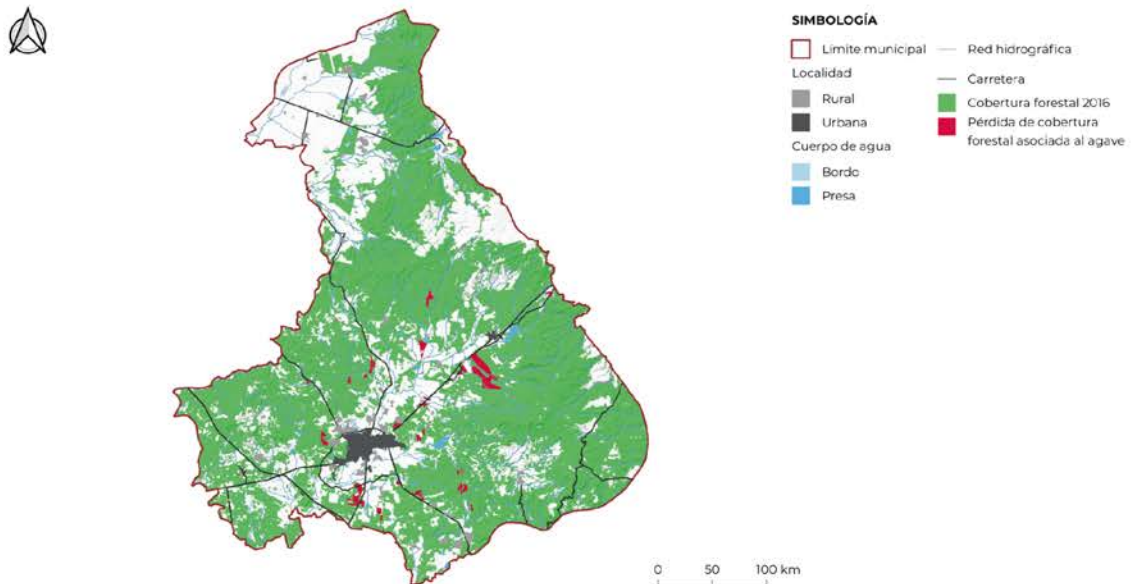 SIMBOLOGÍA
Límite municipal
Red hidrográfica
Localidad
Carretera
Rural
Cobertura forestal 2016
Urbana
Pérdida de cobertura
forestal asociada al agave
Cuerpo de agua
Bordo
Presa
0 50 100 km